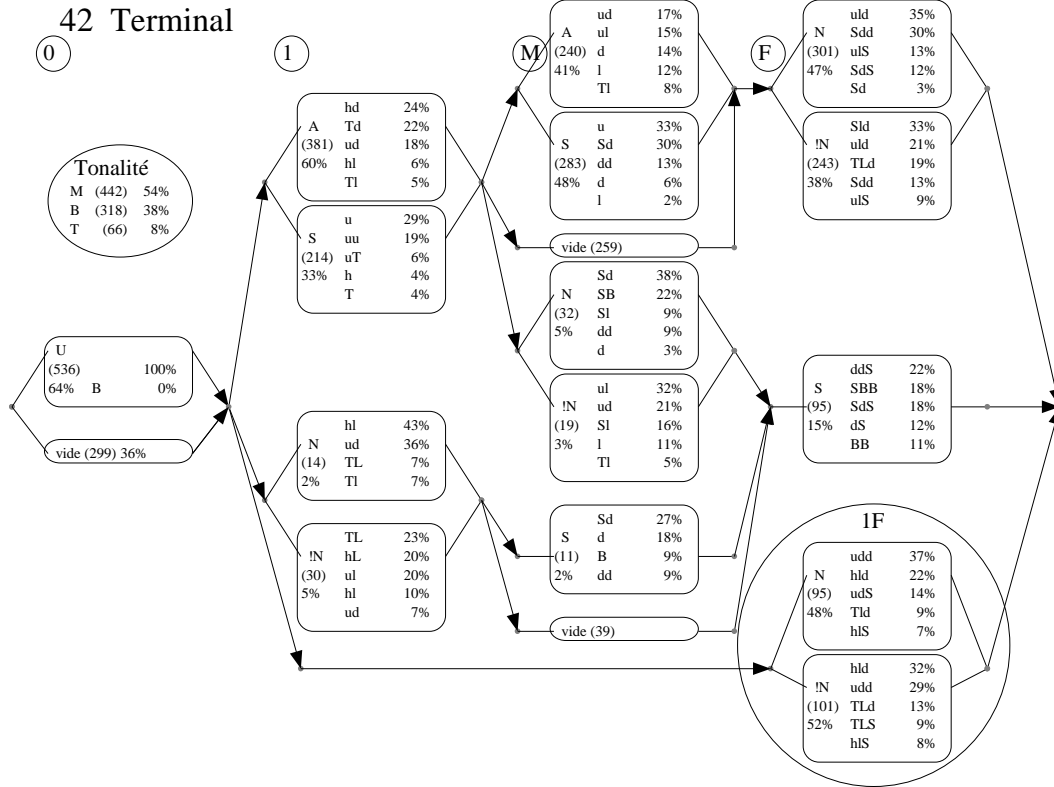 42 Terminal
0
1
M
F
Tonalité
M (442) 54%
B (318) 38%
T (66) 8%
U
(536) 100%
64% B 0%
vide (299) 36%
hd 24%
A Td 22%
(381) ud 18%
60% hl 6%
Tl 5%
u 29%
S uu 19%
(214) uT 6%
33% h 4%
T 4%
hl 43%
N ud 36%
(14) TL 7%
2% Tl 7%
TL 23%
!N hL 20%
(30) ul 20%
5% hl 10%
ud 7%
ud 17%
A ul 15%
(240) d 14%
41% l 12%
Tl 8%
u 33%
S Sd 30%
(283) dd 13%
48% d 6%
l 2%
vide (259)
Sd 38%
N SB 22%
(32) Sl 9%
5% dd 9%
d 3%
ul 32%
!N ud 21%
(19) Sl 16%
3% l 11%
Tl 5%
Sd 27%
S d 18%
(11) B 9%
2% dd 9%
vide (39)
uld 35%
N Sdd 30%
(301) ulS 13%
47% SdS 12%
Sd 3%
Sld 33%
!N uld 21%
(243) TLd 19%
38% Sdd 13%
ulS 9%
ddS 22%
S SBB 18%
(95) SdS 18%
15% dS 12%
BB 11%
1F
udd 37%
N hld 22%
(95) udS 14%
48% Tld 9%
hlS 7%
hld 32%
!N udd 29%
(101) TLd 13%
52% TLS 9%
hlS 8%